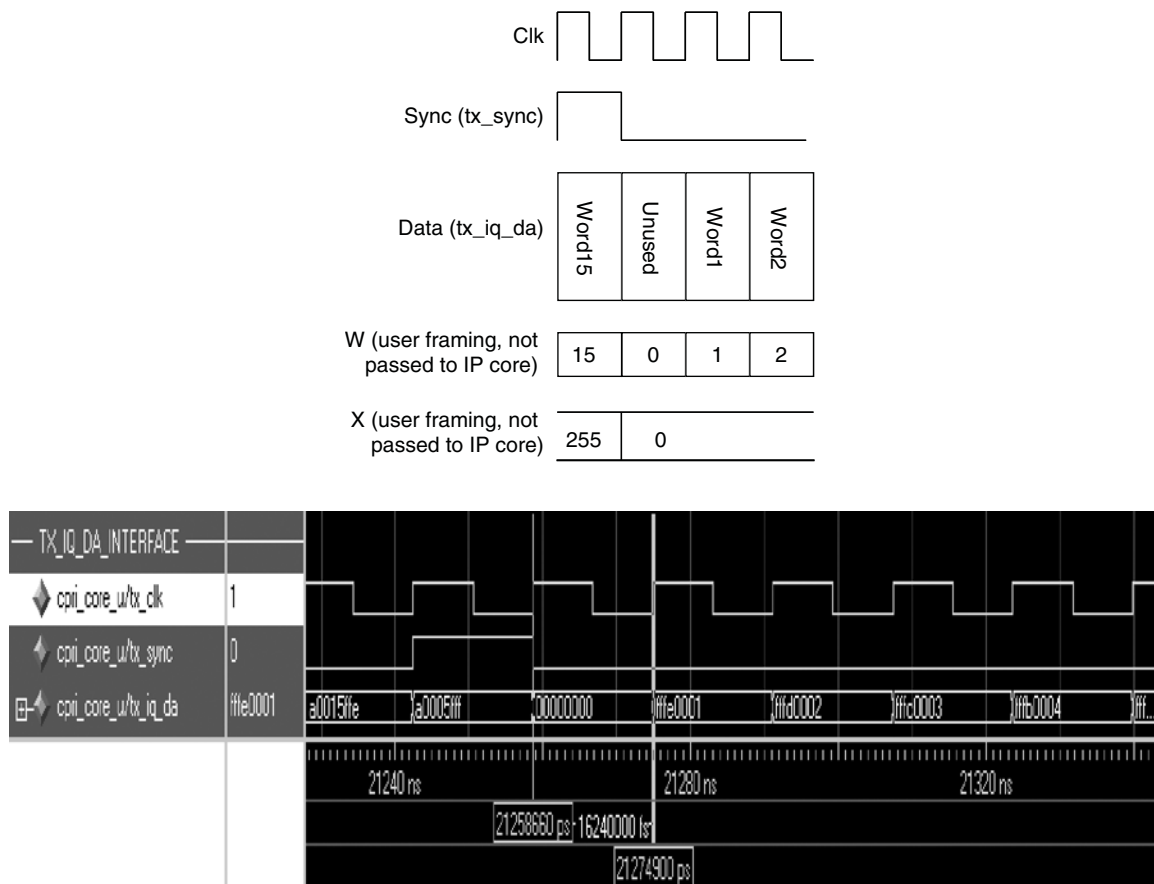 Clk
Sync (tx_sync)
Data (tx_iq_da)
Word15
Unused
Word1
Word2
W (user framing, not
passed to IP core)
15 0 1 2
X (user framing, not
passed to IP core)
255 0
TX_IQ_DA_INTERFACE
cpri_core_u/tx_clk 1
cpri_core_u/tx_sync 0
cpri_core_u/tx_iq_da fffe0001 a0015ffe a0005fff 00000000 fffe0001 fffd0002 fffc0003 fffb0004 fff...
21240 ns 21280 ns 21320 ns
21258660 ps 16240000 fs
21274900 ps